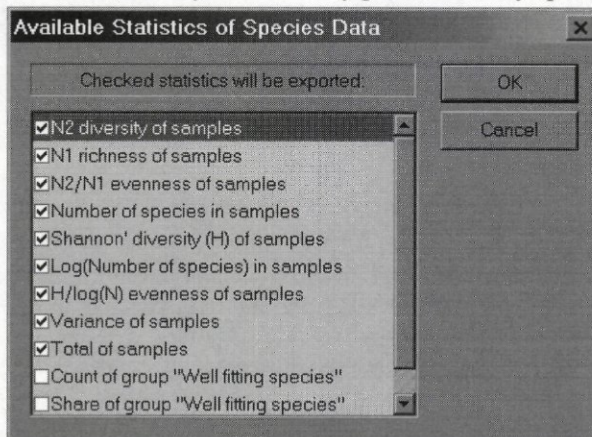 Available Statistics of Species Data
Checked statistics will be exported:
OK
Cancel
N2 diversity of samples
N1 richness of samples
N2/N1 evenness of samples
Number of species in samples
Shannon' diversity (H) of samples
Log(Number of species) in samples
H/log(N) evenness of samples
Variance of samples
Total of samples
Count of group "Well fitting species"
Share of group "Well fitting species"